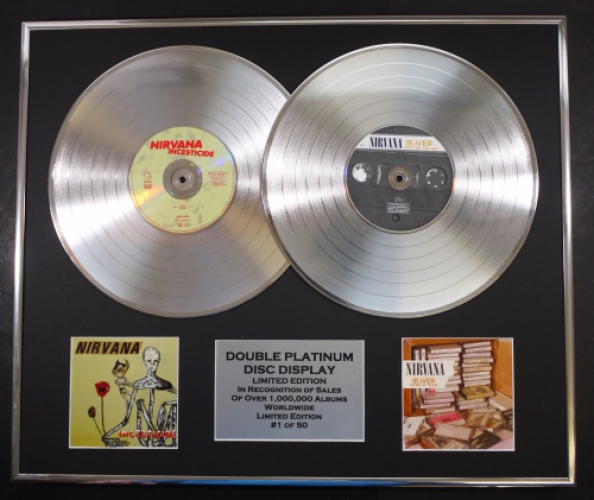 NIRVANA
INCESTICIDE
NIRVANA SLIVER
NIRVANA
DOUBLE PLATINUM
DISC DISPLAY
LIMITED EDITION
IN RECOGNITION OF SALES
OF OVER 1,000,000 ALBUMS
WORLDWIDE
LIMITED EDITION
#1 OF 50
NIRVANA
SLIVER